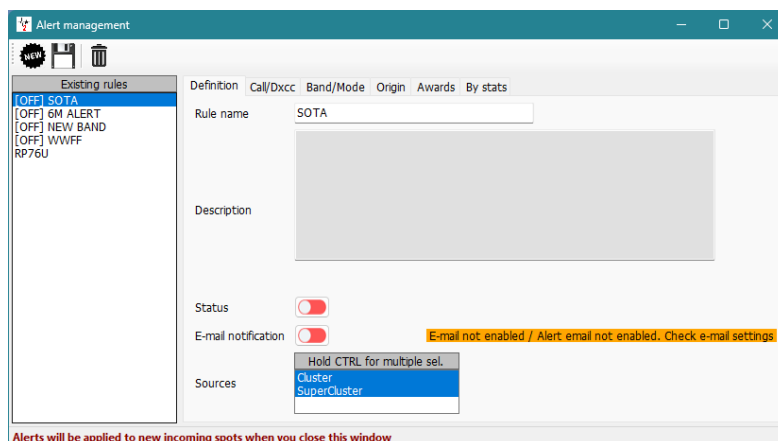 Alert management
NEW
Existing rules
[OFF] SOTA
[OFF] 6M ALERT
[OFF] NEW BAND
[OFF] WWFF
RP76U
Definition Call/Dxcc Band/Mode Origin Awards By stats
Rule name SOTA
Description
Status
E-mail notification E-mail not enabled / Alert email not enabled. Check e-mail settings
Hold CTRL for multiple sel.
Sources
Cluster
SuperCluster
Alerts will be applied to new incoming spots when you close this window